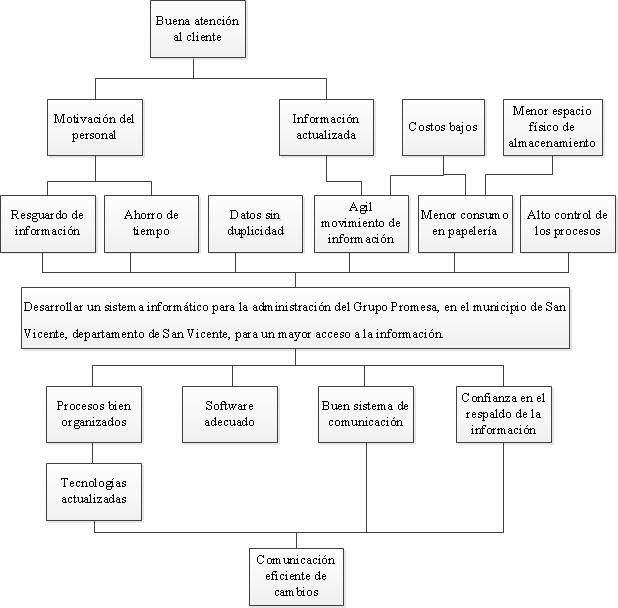 Buena atención
al cliente
Motivación del
personal
Información
actualizada
Costos bajos
Menor espacio
físico de
almacenamiento
Resguardo de
información
Ahorro de
tiempo
Datos sin
duplicidad
Agil
movimiento de
información
Menor consumo
en papelería
Alto control de
los procesos
Desarrollar un sistema informático para la administración del Grupo Promesa, en el municipio de San
Vicente, departamento de San Vicente, para un mayor acceso a la información.
Procesos bien
organizados
Software
adecuado
Buen sistema de
comunicación
Confianza en el
respaldo de la
información
Tecnologías
actualizadas
Comunicación
eficiente de
cambios